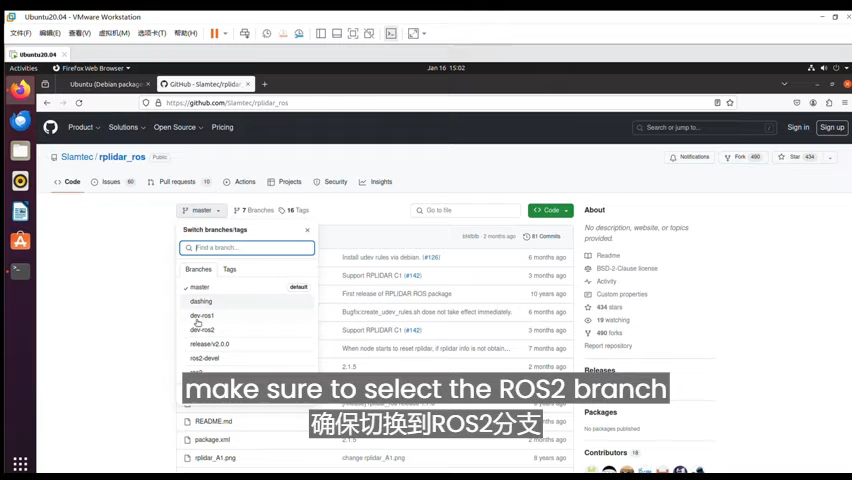 Ubuntu20.04 - VMware Workstation
文件(F) 编辑(E) 查看(V) 虚拟机(M) 选项卡(T) 帮助(H)
Ubuntu20.04
Activities Firefox Web Browser Jan 16 15:02
Ubuntu (Debian package GitHub - Slamtec/rplidar
https://github.com/Slamtec/rplidar_ros
Product Solutions Open Source Pricing Search or jump to... / Sign in Sign up
Slamtec / rplidar_ros Public Notifications Fork 490 Star 434
Code Issues 60 Pull requests 10 Actions Projects Security Insights
master 7 Branches 16 Tags Go to file Code About
Switch branches/tags
Find a branch...
Branches Tags
master default
dashing
dev-ros1
dev-ros2
release/v2.0.0
ros2-devel
2 months ago 81 Commits
Install udev rules via debian. (#126) 6 months ago
Support RPLIDAR C1 (#142) 3 months ago
First release of RPLIDAR ROS package 10 years ago
Bugfix:create_udev_rules.sh dose not take effect immediately. 6 months ago
Support RPLIDAR C1 (#142) 3 months ago
When node starts to reset rplidar, if rplidar info is not obtain... 7 months ago
2.1.5 2 months ago
README.md
package.xml 2.1.5 2 months ago
rplidar_A1.png change rplidar_A1.png 8 years ago
No description, website, or topics
provided.
Readme
BSD-2-Clause license
Activity
Custom properties
434 stars
19 watching
490 forks
Report repository
Releases
Packages
No packages published
Contributors 18
make sure to select the ROS2 branch
确保切换到ROS2分支